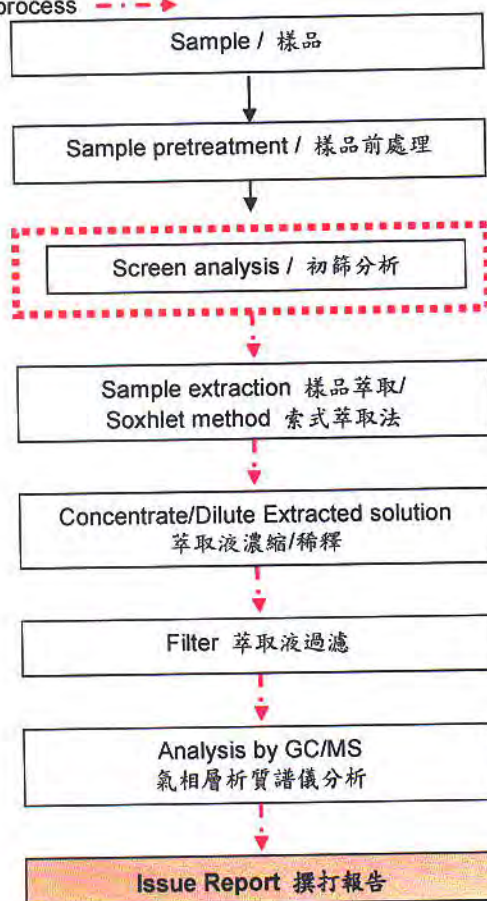 process
Sample / 樣品
Sample pretreatment / 樣品前處理
Screen analysis / 初篩分析
Sample extraction 樣品萃取/
Soxhlet method 索式萃取法
Concentrate/Dilute Extracted solution
萃取液濃縮/稀釋
Filter 萃取液過濾
Analysis by GC/MS
氣相層析質譜儀分析
Issue Report 撰打報告